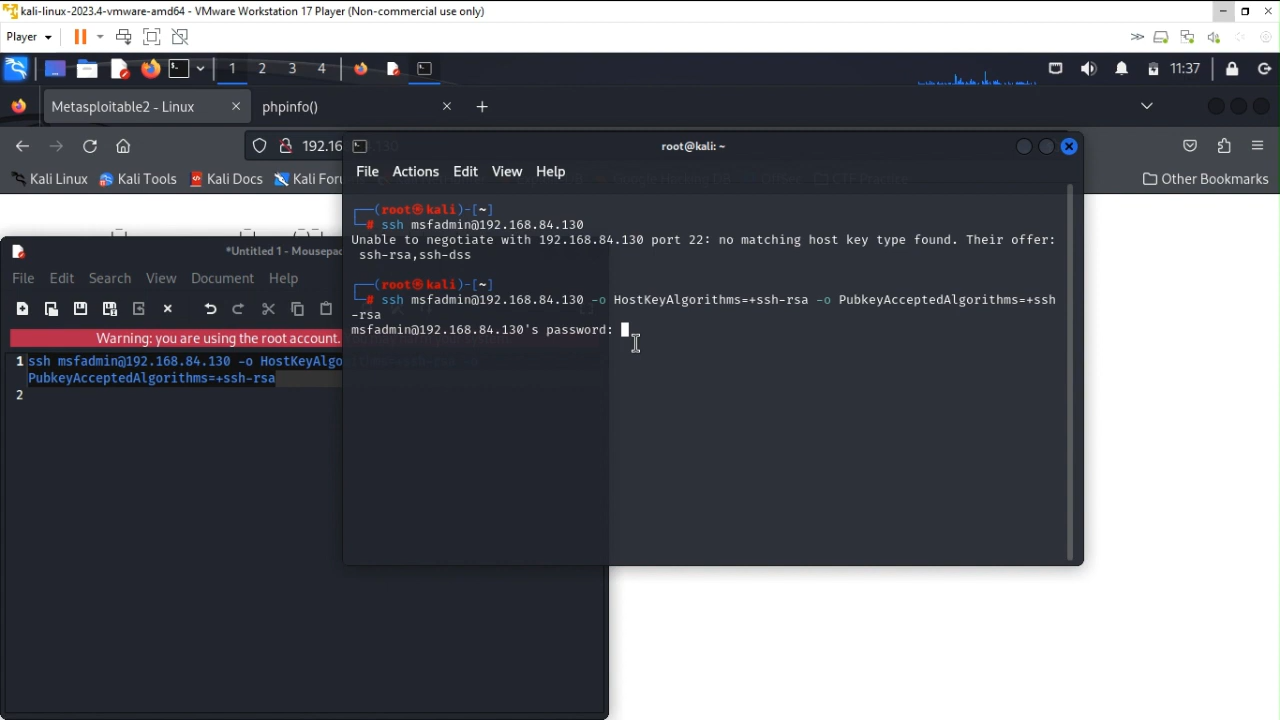 kali-linux-2023.4-vmware-amd64 - VMware Workstation 17 Player (Non-commercial use only)
Player
1 2 3 4 11:37
Metasploitable2 - Linux phpinfo()
192.16
Kali Linux Kali Tools Kali Docs Kali Foru Other Bookmarks
root@kali: ~
File Actions Edit View Help
┌──(root㉿kali)-[~]
└─# ssh msfadmin@192.168.84.130
Unable to negotiate with 192.168.84.130 port 22: no matching host key type found. Their offer:
ssh-rsa,ssh-dss
┌──(root㉿kali)-[~]
└─# ssh msfadmin@192.168.84.130 -o HostKeyAlgorithms=+ssh-rsa -o PubkeyAcceptedAlgorithms=+ssh
-rsa
msfadmin@192.168.84.130's password:
*Untitled 1 - Mousepa
File Edit Search View Document Help
Warning: you are using the root account.
1 ssh msfadmin@192.168.84.130 -o HostKeyAlgo
PubkeyAcceptedAlgorithms=+ssh-rsa
2